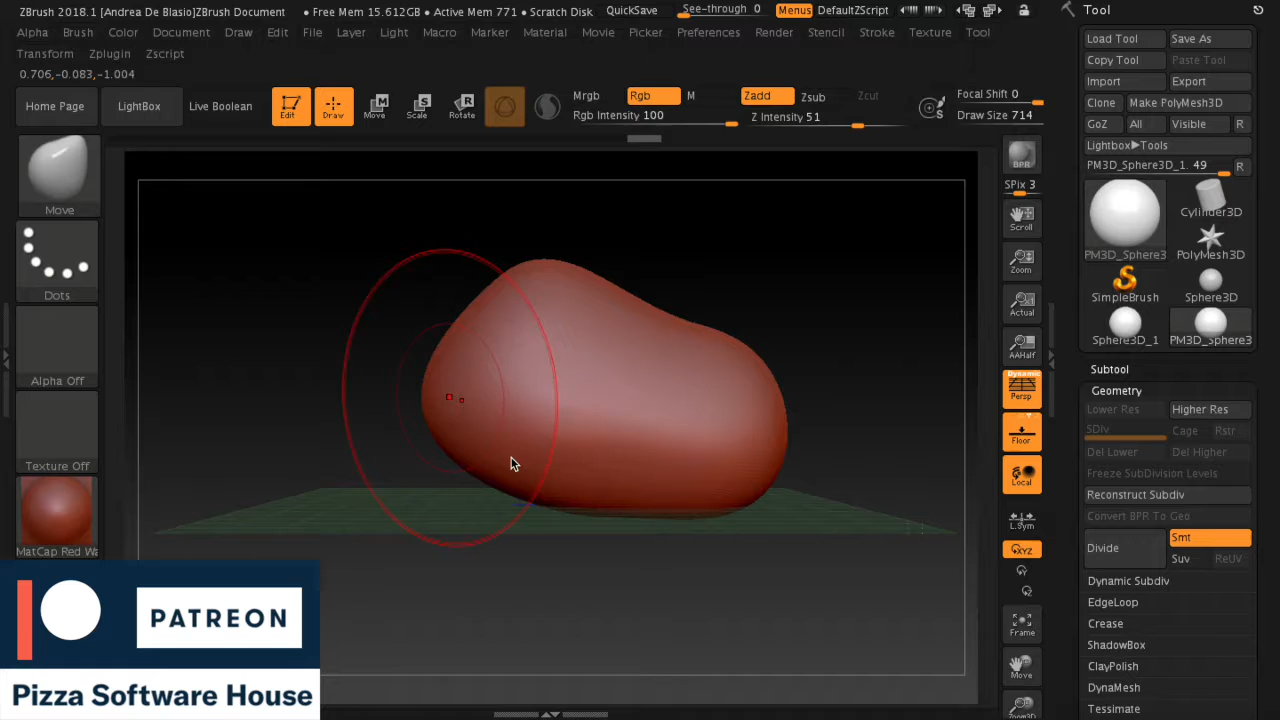 ZBrush 2018.1 [Andrea De Blasio]ZBrush Document
• Free Mem 15.612GB • Active Mem 771 • Scratch Disk
QuickSave
See-through 0
Menus
DefaultZScript
Alpha Brush Color Document Draw Edit File Layer Light Macro Marker Material Movie Picker Preferences Render Stencil Stroke Texture Tool
Transform Zplugin Zscript
0.706,-0.083,-1.004
Home Page
LightBox
Live Boolean
Edit
Draw
Move
Scale
Rotate
Mrgb Rgb M
Rgb Intensity 100
Zadd Zsub Zcut
Z Intensity 51
Focal Shift 0
Draw Size 714
Move
Dots
Alpha Off
Texture Off
MatCap Red Wa
BPR
SPix 3
Scroll
Zoom
Actual
AAHalf
Dynamic
Persp
Floor
Local
L.Sym
XYZ
Y
Z
Frame
Move
Zoom3D
Tool
Load Tool Save As
Copy Tool Paste Tool
Import Export
Clone Make PolyMesh3D
GoZ All Visible R
Lightbox▶Tools
PM3D_Sphere3D_1. 49 R
PM3D_Sphere3
Cylinder3D
PolyMesh3D
SimpleBrush
Sphere3D
Sphere3D_1
PM3D_Sphere3
Subtool
Geometry
Lower Res Higher Res
SDiv Cage Rstr
Del Lower Del Higher
Freeze SubDivision Levels
Reconstruct Subdiv
Convert BPR To Geo
Divide
Smt
Suv ReUV
Dynamic Subdiv
EdgeLoop
Crease
ShadowBox
ClayPolish
DynaMesh
Tessimate
PATREON
Pizza Software House